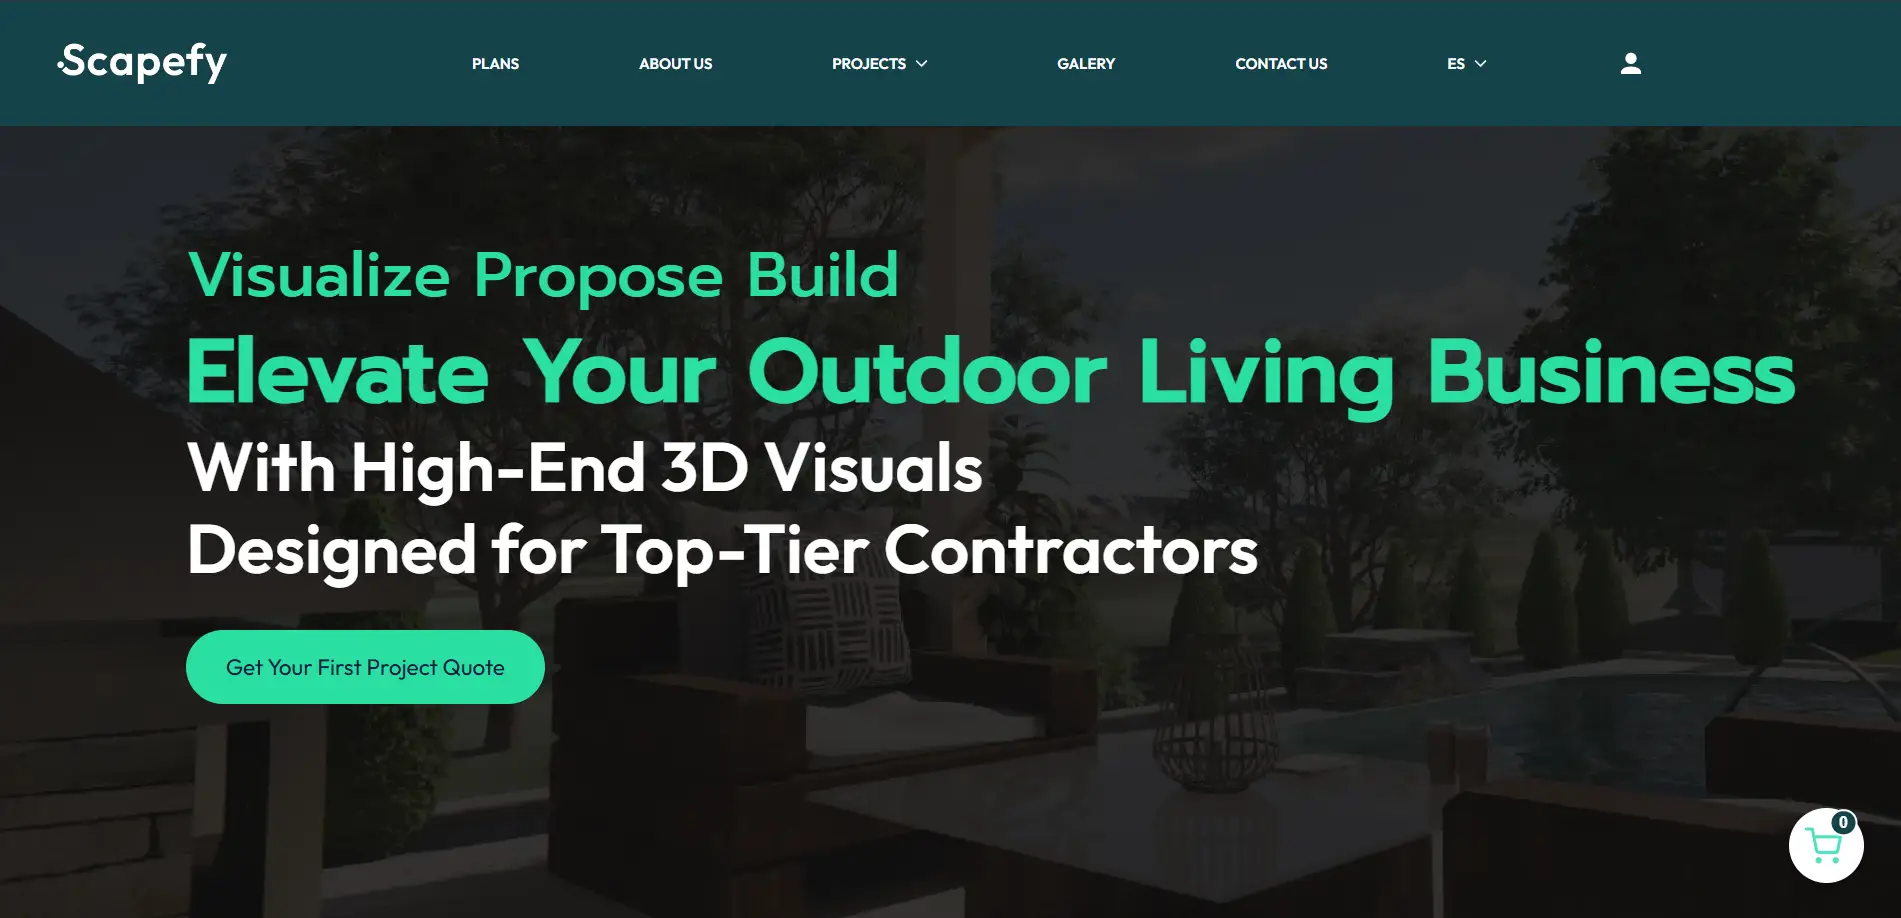 Scapefy
PLANS
ABOUT US
PROJECTS
GALERY
CONTACT US
ES
Visualize Propose Build
Elevate Your Outdoor Living Business
With High-End 3D Visuals
Designed for Top-Tier Contractors
Get Your First Project Quote
0